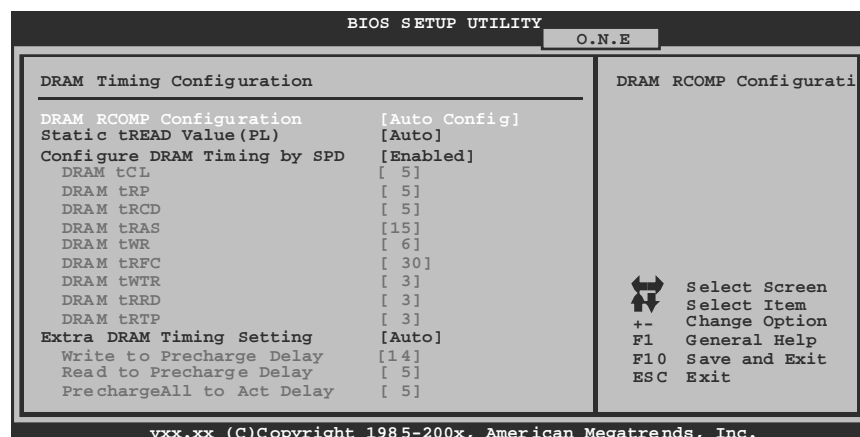 BIOS SETUP UTILITY
O.N.E
DRAM Timing Configuration
DRAM RCOMP Configuration [Auto Config]
Static tREAD Value(PL) [Auto]
Configure DRAM Timing by SPD [Enabled]
DRAM tCL [ 5]
DRAM tRP [ 5]
DRAM tRCD [ 5]
DRAM tRAS [15]
DRAM tWR [ 6]
DRAM tRFC [ 30]
DRAM tWTR [ 3]
DRAM tRRD [ 3]
DRAM tRTP [ 3]
Extra DRAM Timing Setting [Auto]
Write to Precharge Delay [14]
Read to Precharge Delay [ 5]
PrechargeAll to Act Delay [ 5]
DRAM RCOMP Configurati
Select Screen
Select Item
+- Change Option
F1 General Help
F10 Save and Exit
ESC Exit
vxx.xx (C)Copyright 1985-200x, American Megatrends, Inc.